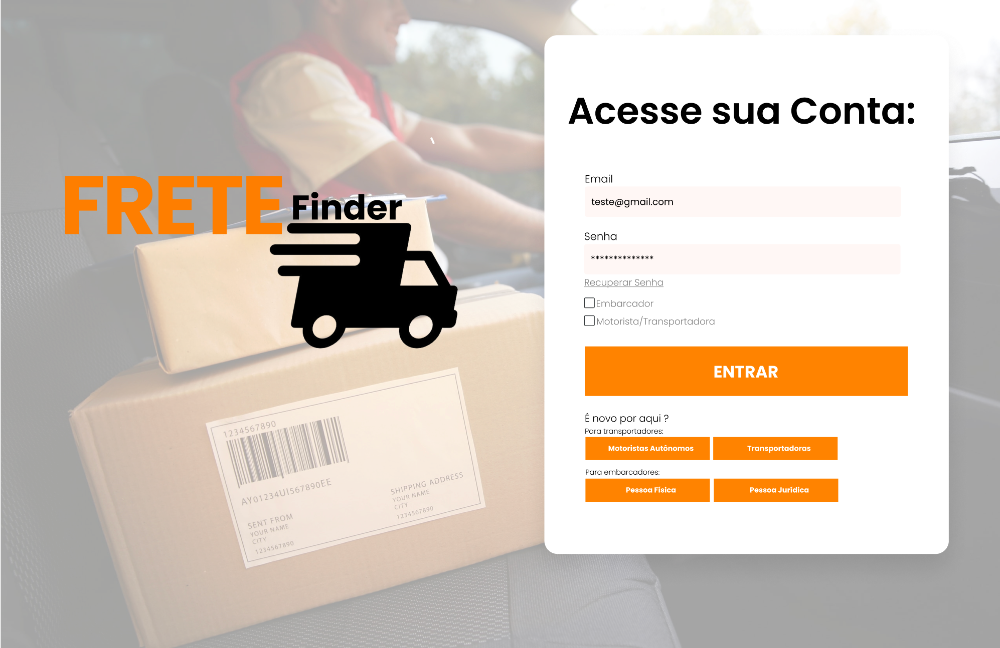 FRETE Finder
1234567890
AY01234UI567890EE
SENT FROM
YOUR NAME
CITY
1234567890
SHIPPING ADDRESS
YOUR NAME
CITY
1234567890
Acesse sua Conta:
Email
teste@gmail.com
Senha
**************
Recuperar Senha
Embarcador
Motorista/Transportadora
ENTRAR
É novo por aqui ?
Para transportadores:
Motoristas Autônomos Transportadoras
Para embarcadores:
Pessoa Física Pessoa Jurídica